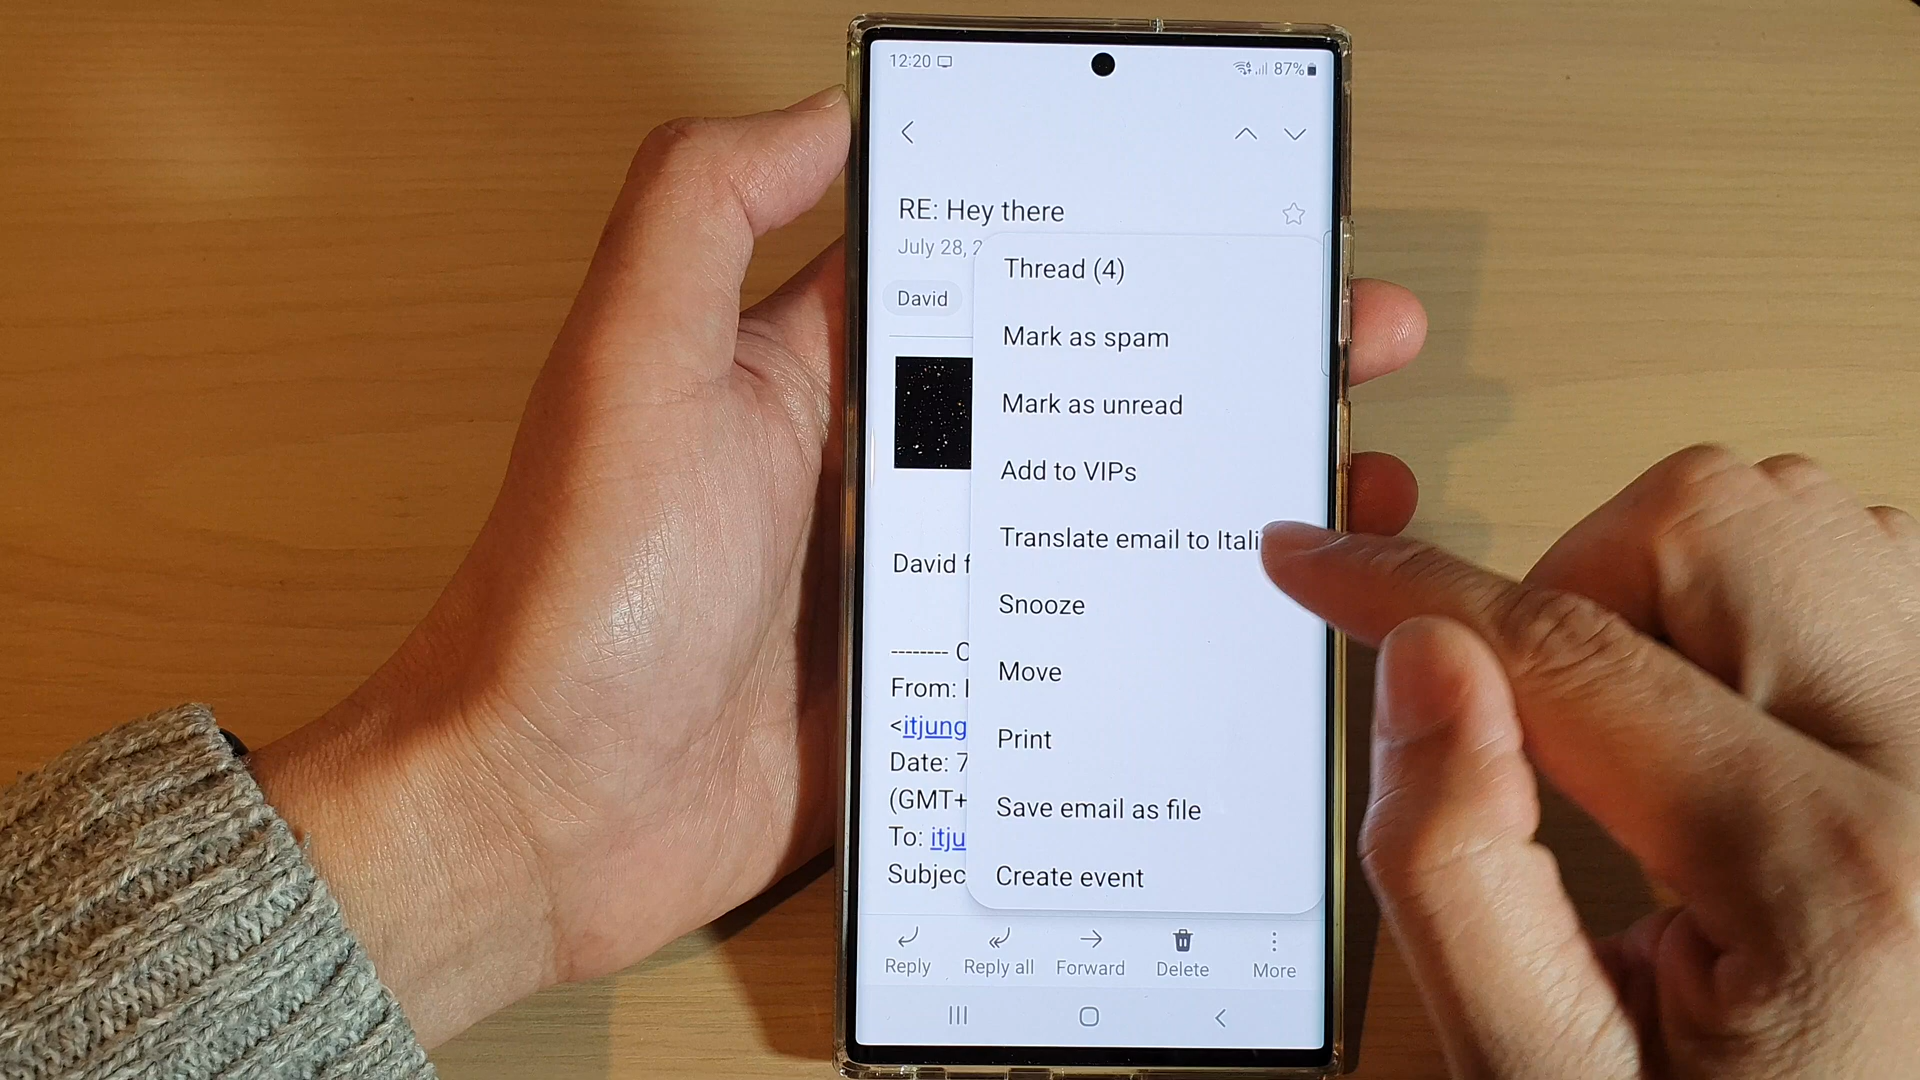 12:20
87%
RE: Hey there
July 28, 2
Thread (4)
David
Mark as spam
Mark as unread
Add to VIPs
Translate email to Itali
David f
Snooze
-------- O
Move
From:
<itjung
Print
Date: 7
(GMT+
Save email as file
To: itju
Subjec
Create event
Reply
Reply all
Forward
Delete
More